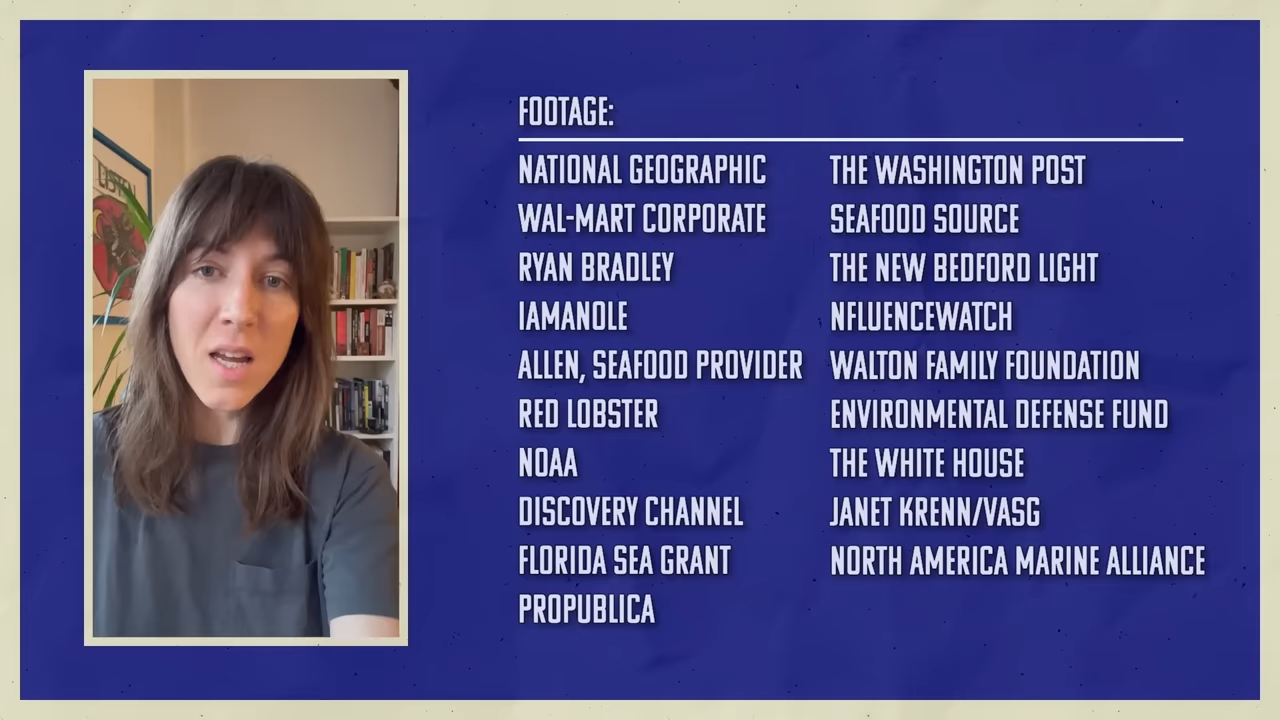 LISTEN
FOOTAGE:
NATIONAL GEOGRAPHIC
WAL-MART CORPORATE
RYAN BRADLEY
IAMANOLE
ALLEN, SEAFOOD PROVIDER
RED LOBSTER
NOAA
DISCOVERY CHANNEL
FLORIDA SEA GRANT
PROPUBLICA
THE WASHINGTON POST
SEAFOOD SOURCE
THE NEW BEDFORD LIGHT
NFLUENCEWATCH
WALTON FAMILY FOUNDATION
ENVIRONMENTAL DEFENSE FUND
THE WHITE HOUSE
JANET KRENN/VASG
NORTH AMERICA MARINE ALLIANCE